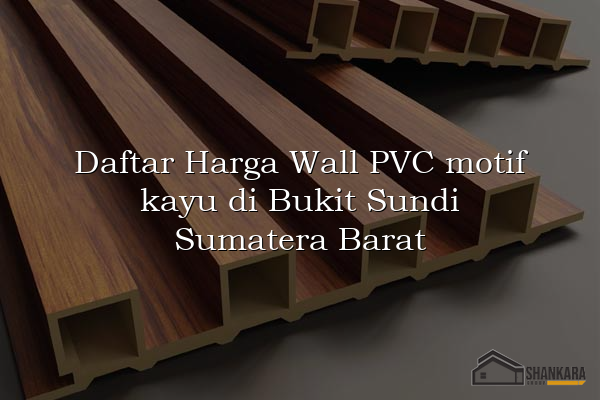 Daftar Harga Wall PVC motif
kayu di Bukit Sundi
Sumatera Barat
SHANKARA